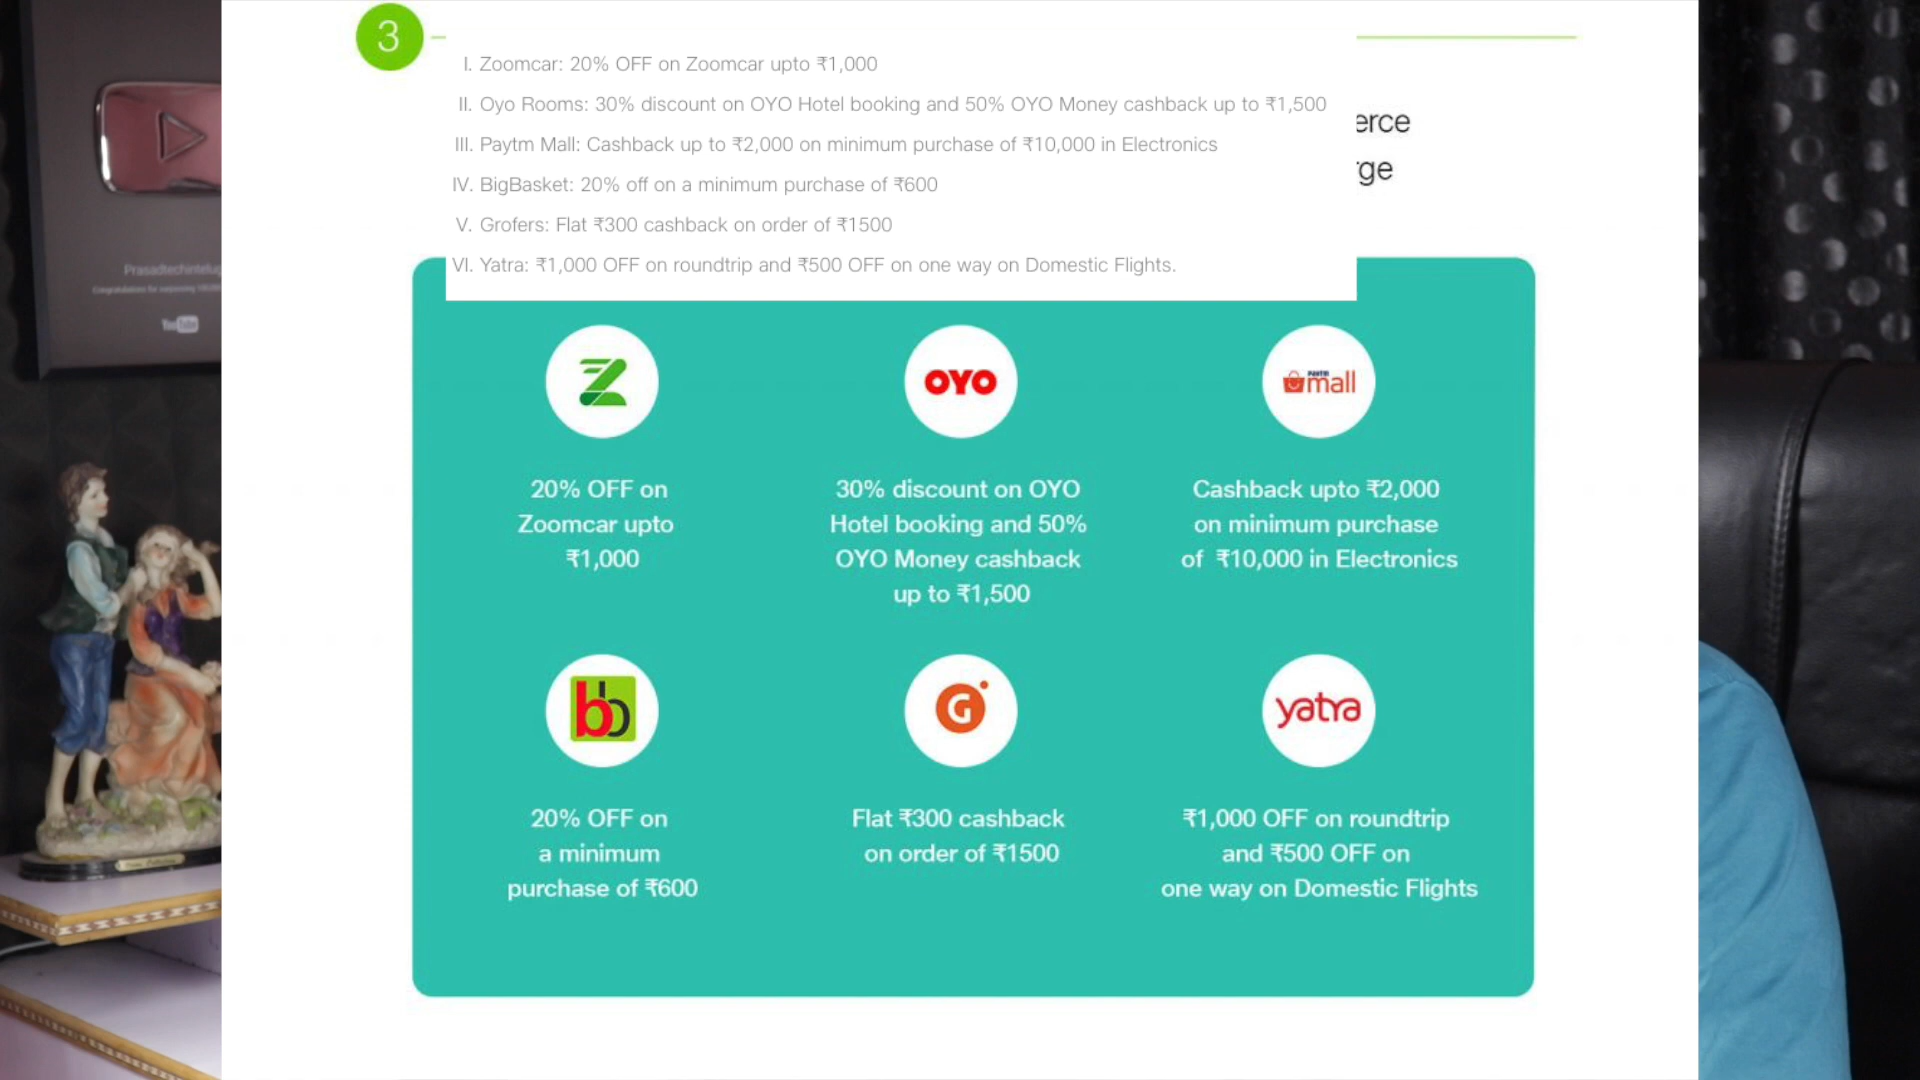 3
I. Zoomcar: 20% OFF on Zoomcar upto ₹1,000
II. Oyo Rooms: 30% discount on OYO Hotel booking and 50% OYO Money cashback up to ₹1,500
III. Paytm Mall: Cashback up to ₹2,000 on minimum purchase of ₹10,000 in Electronics
IV. BigBasket: 20% off on a minimum purchase of ₹600
V. Grofers: Flat ₹300 cashback on order of ₹1500
VI. Yatra: ₹1,000 OFF on roundtrip and ₹500 OFF on one way on Domestic Flights.
erce
rge
Prasadtechintelug
YouTube
Z
OYO
paytm
mall
20% OFF on
Zoomcar upto
₹1,000
30% discount on OYO
Hotel booking and 50%
OYO Money cashback
up to ₹1,500
Cashback upto ₹2,000
on minimum purchase
of ₹10,000 in Electronics
bb
G
yatra
20% OFF on
a minimum
purchase of ₹600
Flat ₹300 cashback
on order of ₹1500
₹1,000 OFF on roundtrip
and ₹500 OFF on
one way on Domestic Flights